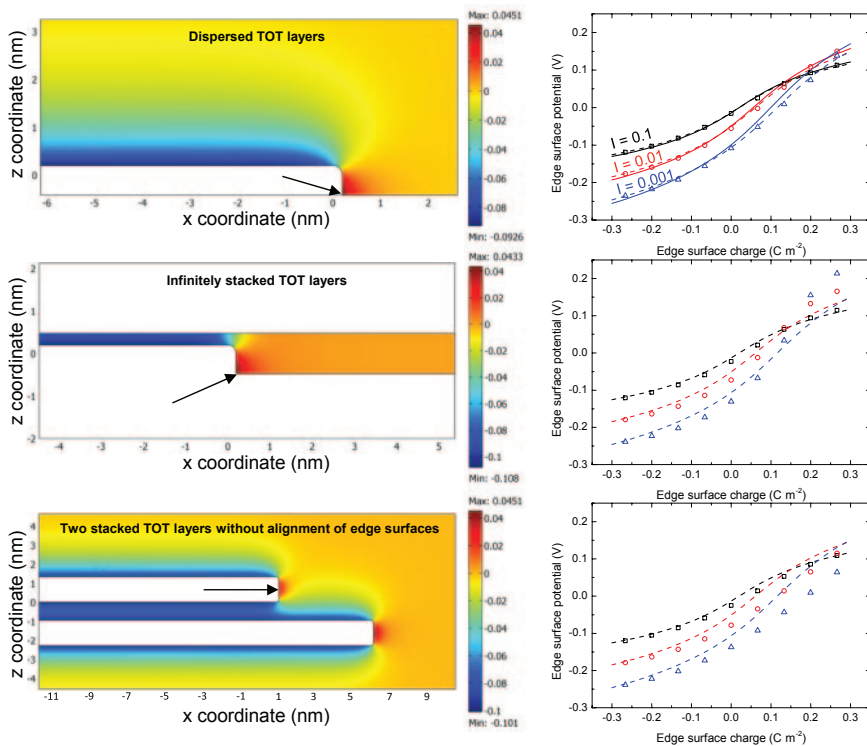 Dispersed TOT layers
z coordinate (nm)
3
2
1
0
-6 -5 -4 -3 -2 -1 0 1 2
x coordinate (nm)
Max: 0.0451
0.04
0.02
0
-0.02
-0.04
-0.06
-0.08
Min: -0.0926
Edge surface potential (V)
0.2
0.1
0.0
-0.1
-0.2
-0.3
I = 0.1
I = 0.01
I = 0.001
-0.3 -0.2 -0.1 0.0 0.1 0.2 0.3
Edge surface charge (C m-2)
Infinitely stacked TOT layers
z coordinate (nm)
2
1
0
-1
-2
-4 -3 -2 -1 0 1 2 3 4 5
x coordinate (nm)
Max: 0.0433
0.04
0.02
0
-0.02
-0.04
-0.06
-0.08
-0.1
Min: -0.108
Edge surface potential (V)
0.2
0.1
0.0
-0.1
-0.2
-0.3
-0.3 -0.2 -0.1 0.0 0.1 0.2 0.3
Edge surface charge (C m-2)
Two stacked TOT layers without alignment of edge surfaces
z coordinate (nm)
4
3
2
1
0
-1
-2
-3
-4
-11 -9 -7 -5 -3 -1 1 3 5 7 9
x coordinate (nm)
Max: 0.0451
0.04
0.02
0
-0.02
-0.04
-0.06
-0.08
-0.1
Min: -0.101
Edge surface potential (V)
0.2
0.1
0.0
-0.1
-0.2
-0.3
-0.3 -0.2 -0.1 0.0 0.1 0.2 0.3
Edge surface charge (C m-2)